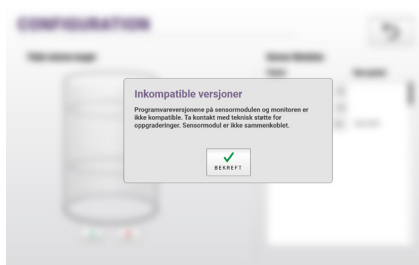 CONFIGURATION
Inkompatible versjoner
Programvareversjonene på sensormodulen og monitoren er
ikke kompatible. Ta kontakt med teknisk støtte for
oppgraderinger. Sensormodul er ikke sammenkoblet.
BEKREFT